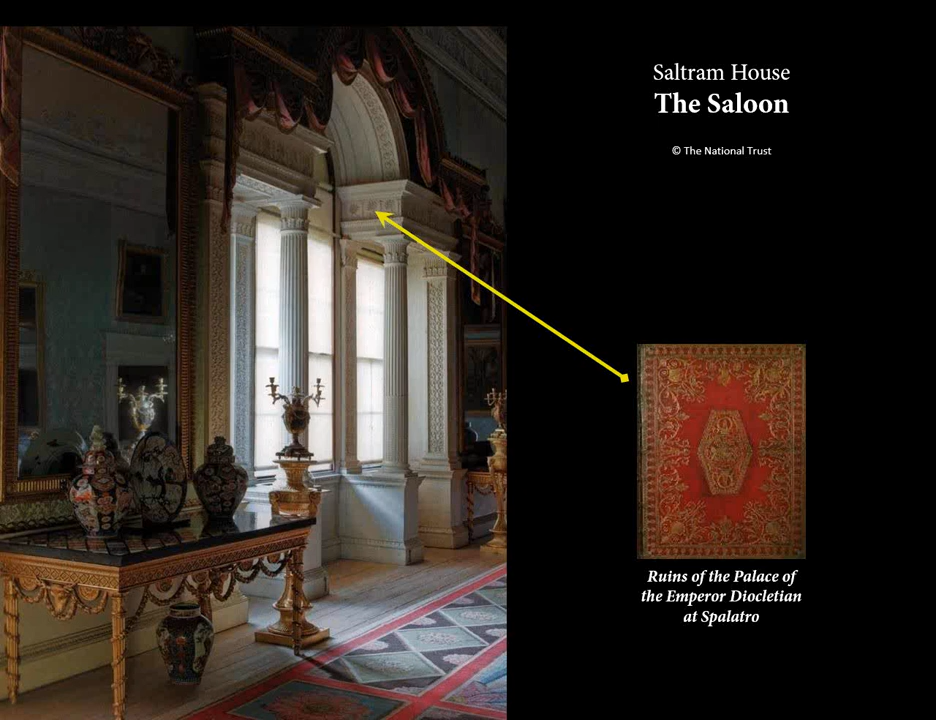 Saltram House
The Saloon
© The National Trust
Ruins of the Palace of
the Emperor Diocletian
at Spalatro